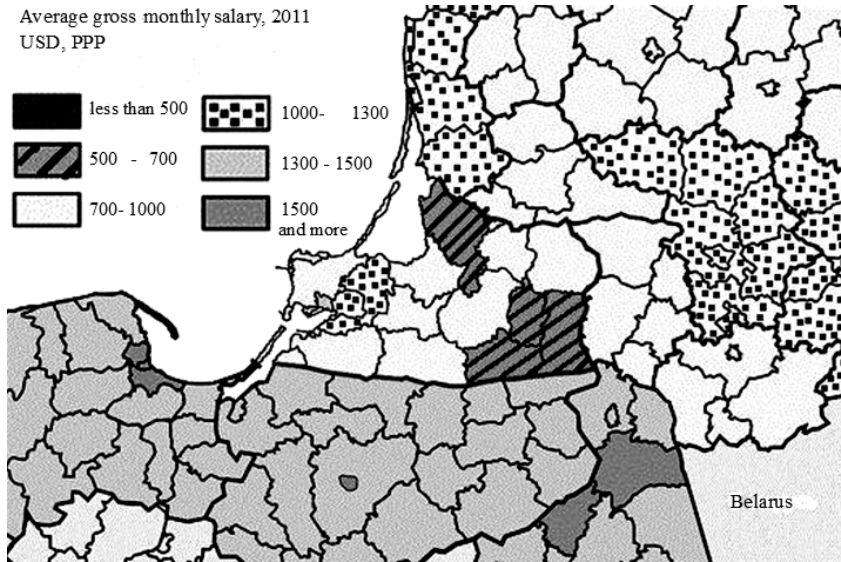 Average gross monthly salary, 2011
USD, PPP
less than 500
500 - 700
700- 1000
1000- 1300
1300 - 1500
1500
and more
Belarus